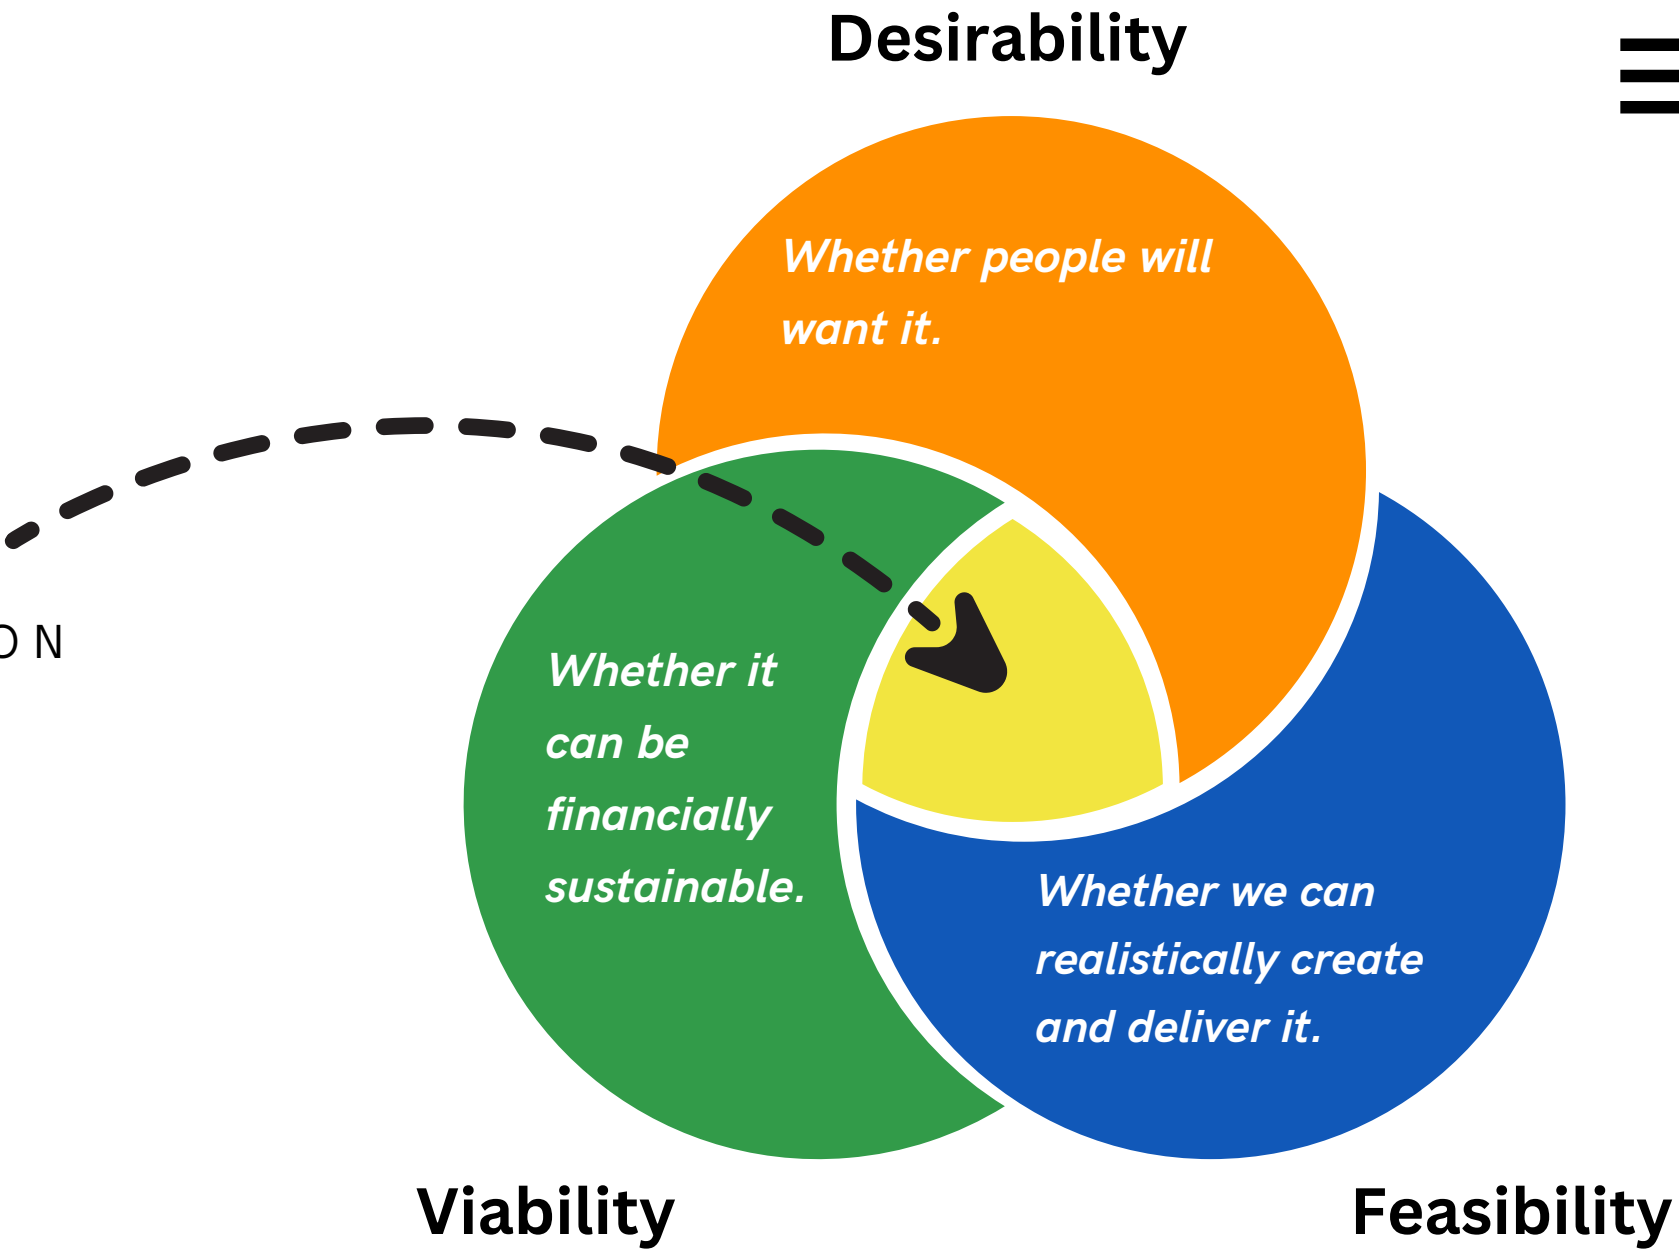 Desirability
Whether people will
want it.
ON
Whether it
can be
financially
sustainable.
Whether we can
realistically create
and deliver it.
Viability
Feasibility